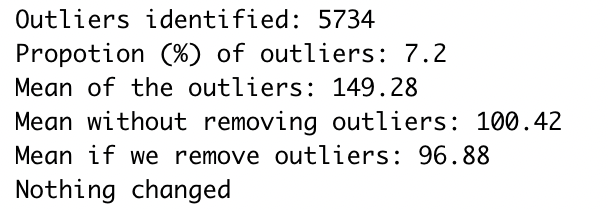 Outliers identified: 5734
Propotion (%) of outliers: 7.2
Mean of the outliers: 149.28
Mean without removing outliers: 100.42
Mean if we remove outliers: 96.88
Nothing changed